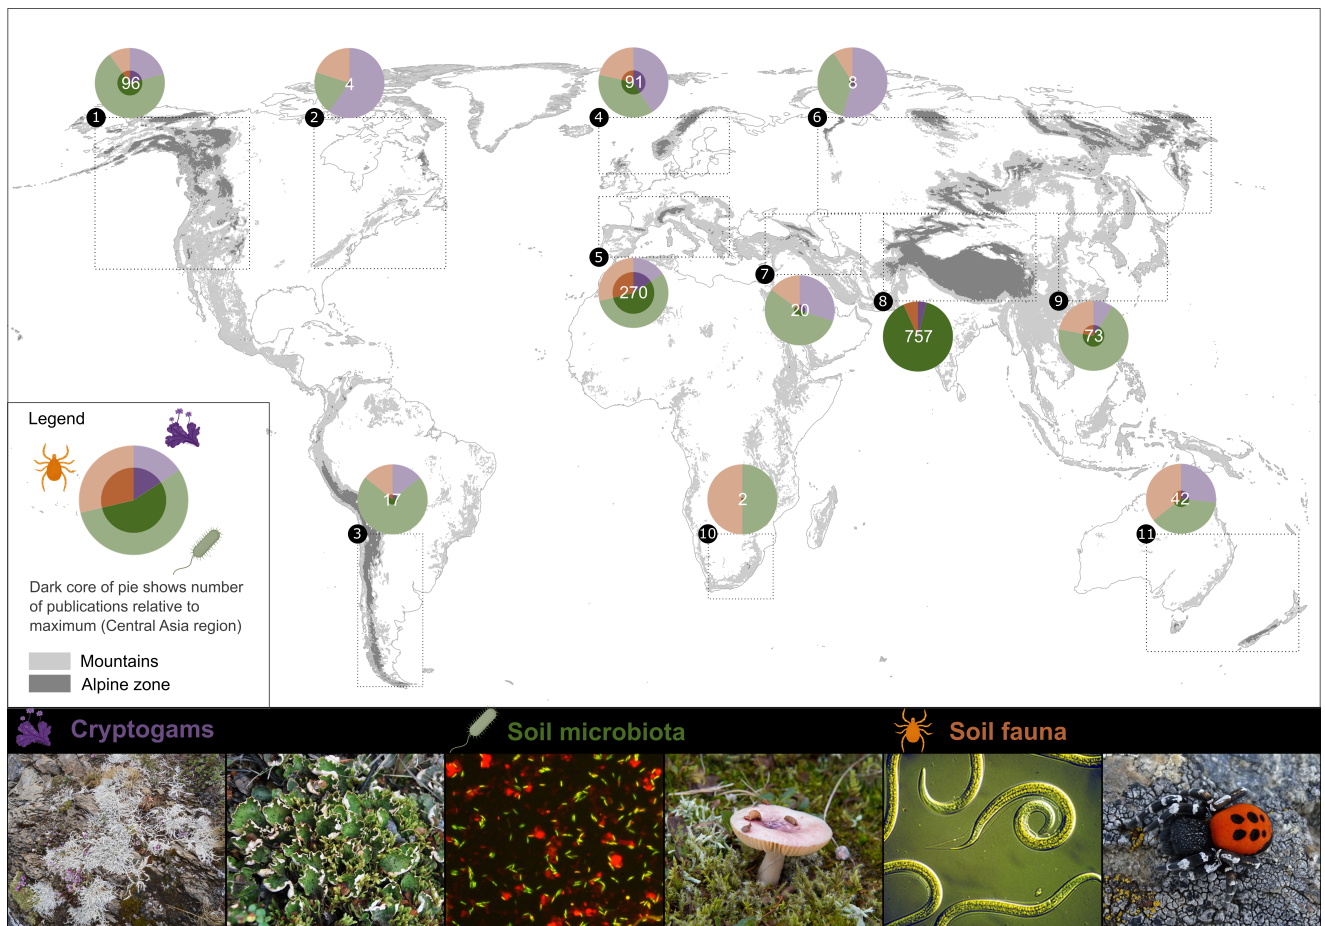 96
4
91
8
1
2
4
6
5
270
7
20
8
757
9
73
Legend
17
3
2
10
42
11
Dark core of pie shows number
of publications relative to
maximum (Central Asia region)
Mountains
Alpine zone
Cryptogams
Soil microbiota
Soil fauna